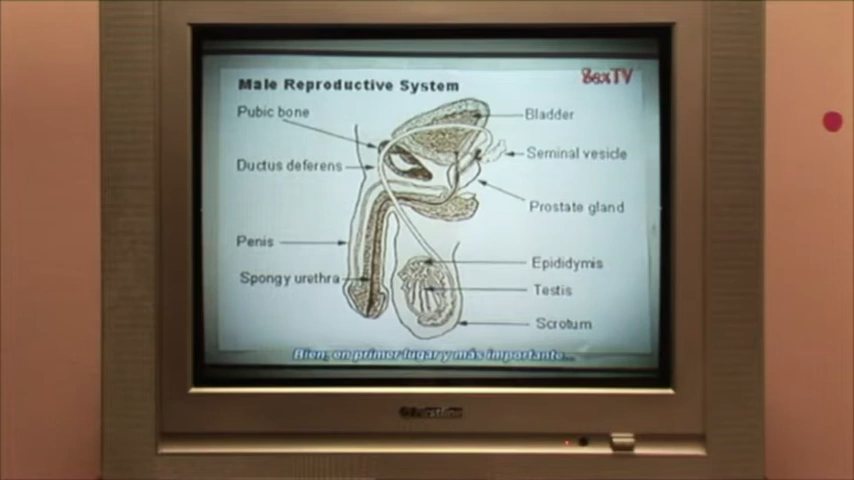 Male Reproductive System
SexTV
Pubic bone
Bladder
Ductus deferens
Seminal vesicle
Prostate gland
Penis
Spongy urethra
Epididymis
Testis
Scrotum
Bien, en primer lugar y más importante...